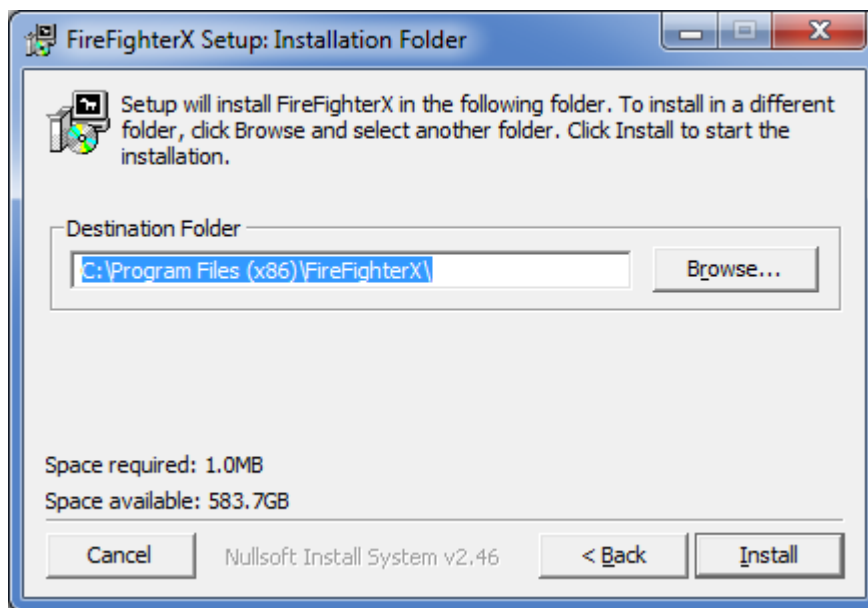 FireFighterX Setup: Installation Folder
Setup will install FireFighterX in the following folder. To install in a different
folder, click Browse and select another folder. Click Install to start the
installation.
Destination Folder
C:\Program Files (x86)\FireFighterX\
Browse...
Space required: 1.0MB
Space available: 583.7GB
Cancel
Nullsoft Install System v2.46
< Back
Install